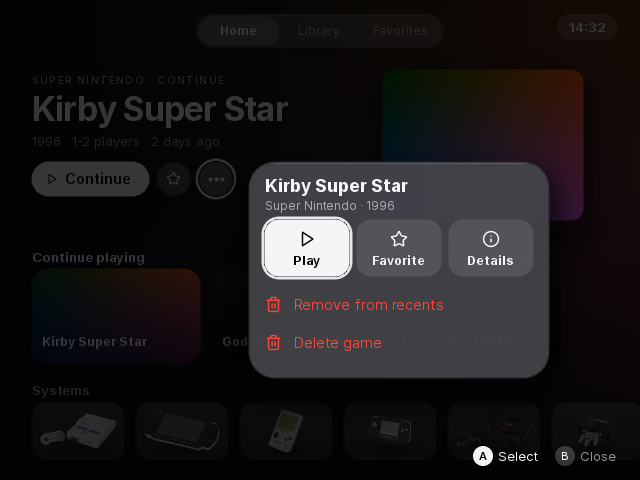 Home Library Favorites
14:32
SUPER NINTENDO · CONTINUE
Kirby Super Star
1996 · 1-2 players · 2 days ago
Continue
Kirby Super Star
Super Nintendo · 1996
Play Favorite Details
Remove from recents
Delete game
Continue playing
Kirby Super Star
God of
Systems
A Select B Close